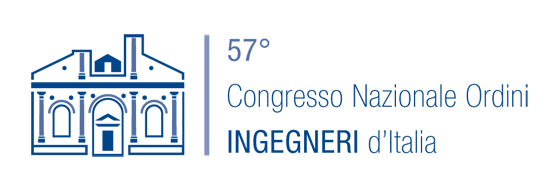 57°
Congresso Nazionale Ordini
INGEGNERI d'Italia